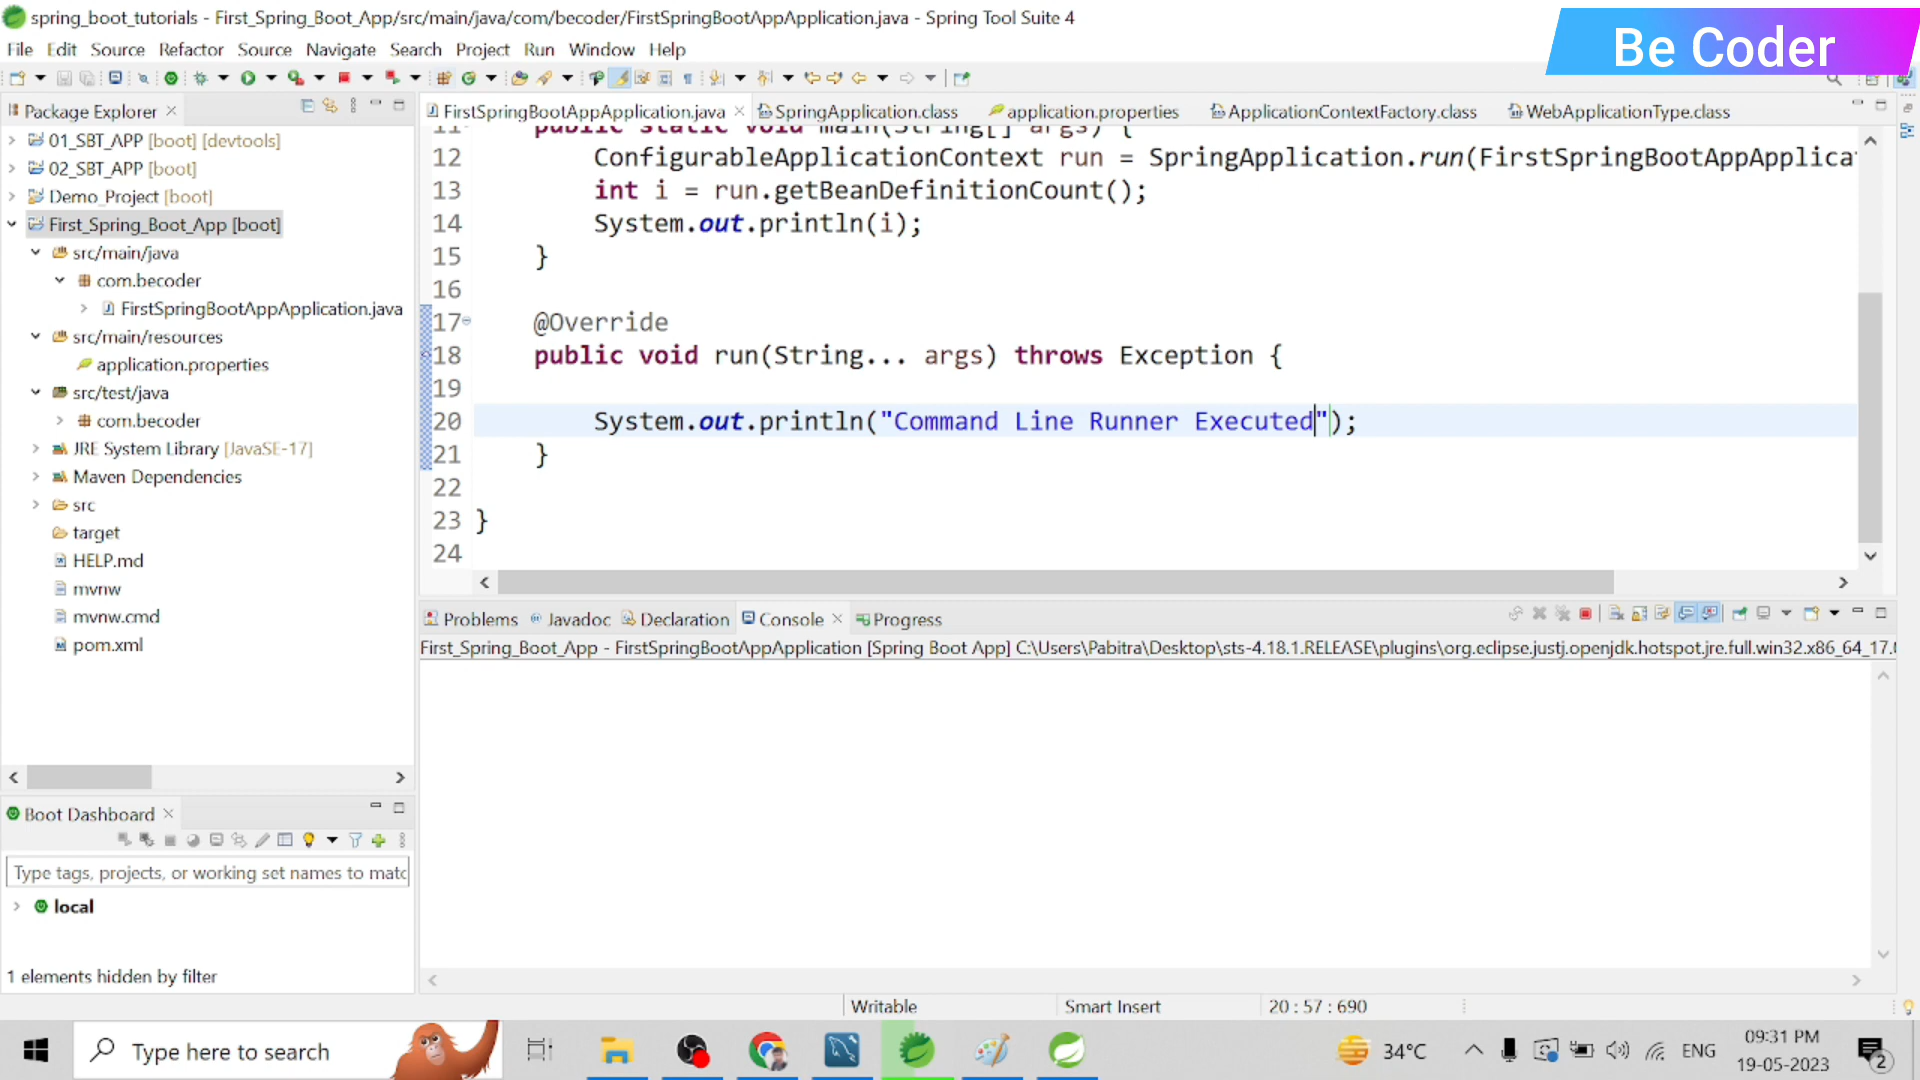 spring_boot_tutorials - First_Spring_Boot_App/src/main/java/com/becoder/FirstSpringBootAppApplication.java - Spring Tool Suite 4
Be Coder
File Edit Source Refactor Source Navigate Search Project Run Window Help
Package Explorer
01_SBT_APP [boot] [devtools]
02_SBT_APP [boot]
Demo_Project [boot]
First_Spring_Boot_App [boot]
src/main/java
com.becoder
FirstSpringBootAppApplication.java
src/main/resources
application.properties
src/test/java
com.becoder
JRE System Library [JavaSE-17]
Maven Dependencies
src
target
HELP.md
mvnw
mvnw.cmd
pom.xml
FirstSpringBootAppApplication.java SpringApplication.class application.properties ApplicationContextFactory.class WebApplicationType.class
11 public static void main(String[] args) {
12 ConfigurableApplicationContext run = SpringApplication.run(FirstSpringBootAppApplica
13 int i = run.getBeanDefinitionCount();
14 System.out.println(i);
15 }
16
17 @Override
18 public void run(String... args) throws Exception {
19
20 System.out.println("Command Line Runner Executed");
21 }
22
23 }
24
Problems Javadoc Declaration Console Progress
First_Spring_Boot_App - FirstSpringBootAppApplication [Spring Boot App] C:\Users\Pabitra\Desktop\sts-4.18.1.RELEASE\plugins\org.eclipse.justj.openjdk.hotspot.jre.full.win32.x86_64_17.0
Boot Dashboard
Type tags, projects, or working set names to matc
local
1 elements hidden by filter
Writable Smart Insert 20 : 57 : 690
Type here to search
34°C
ENG
09:31 PM
19-05-2023
2